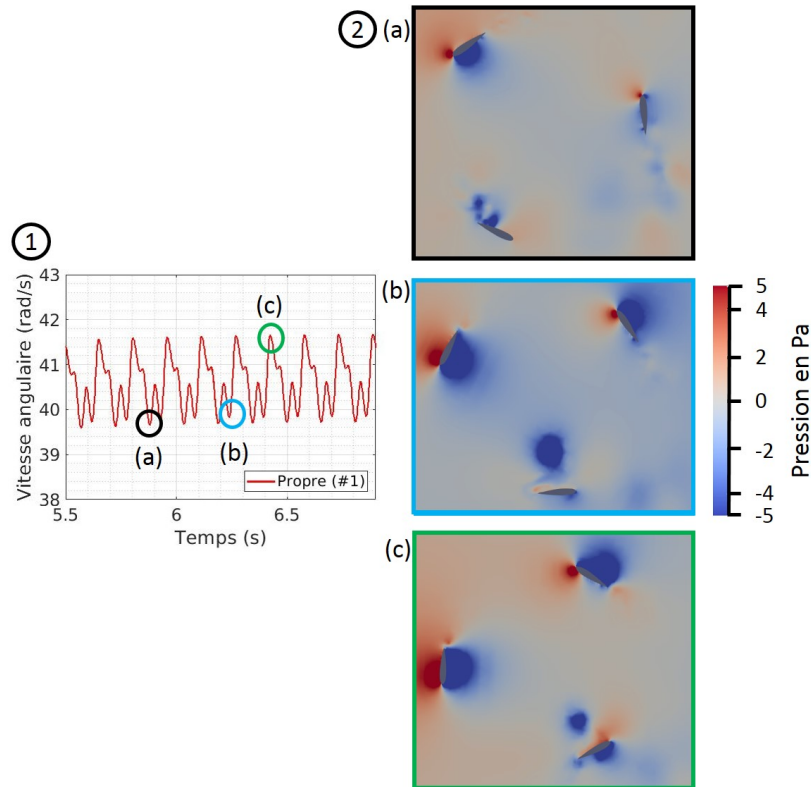 2 (a)
1
Vitesse angulaire (rad/s)
43
42
41
40
39
38
5.5
6
6.5
Temps (s)
(a)
(b)
(c)
Propre (#1)
(b)
(c)
5
4
2
0
-2
-4
-5
Pression en Pa